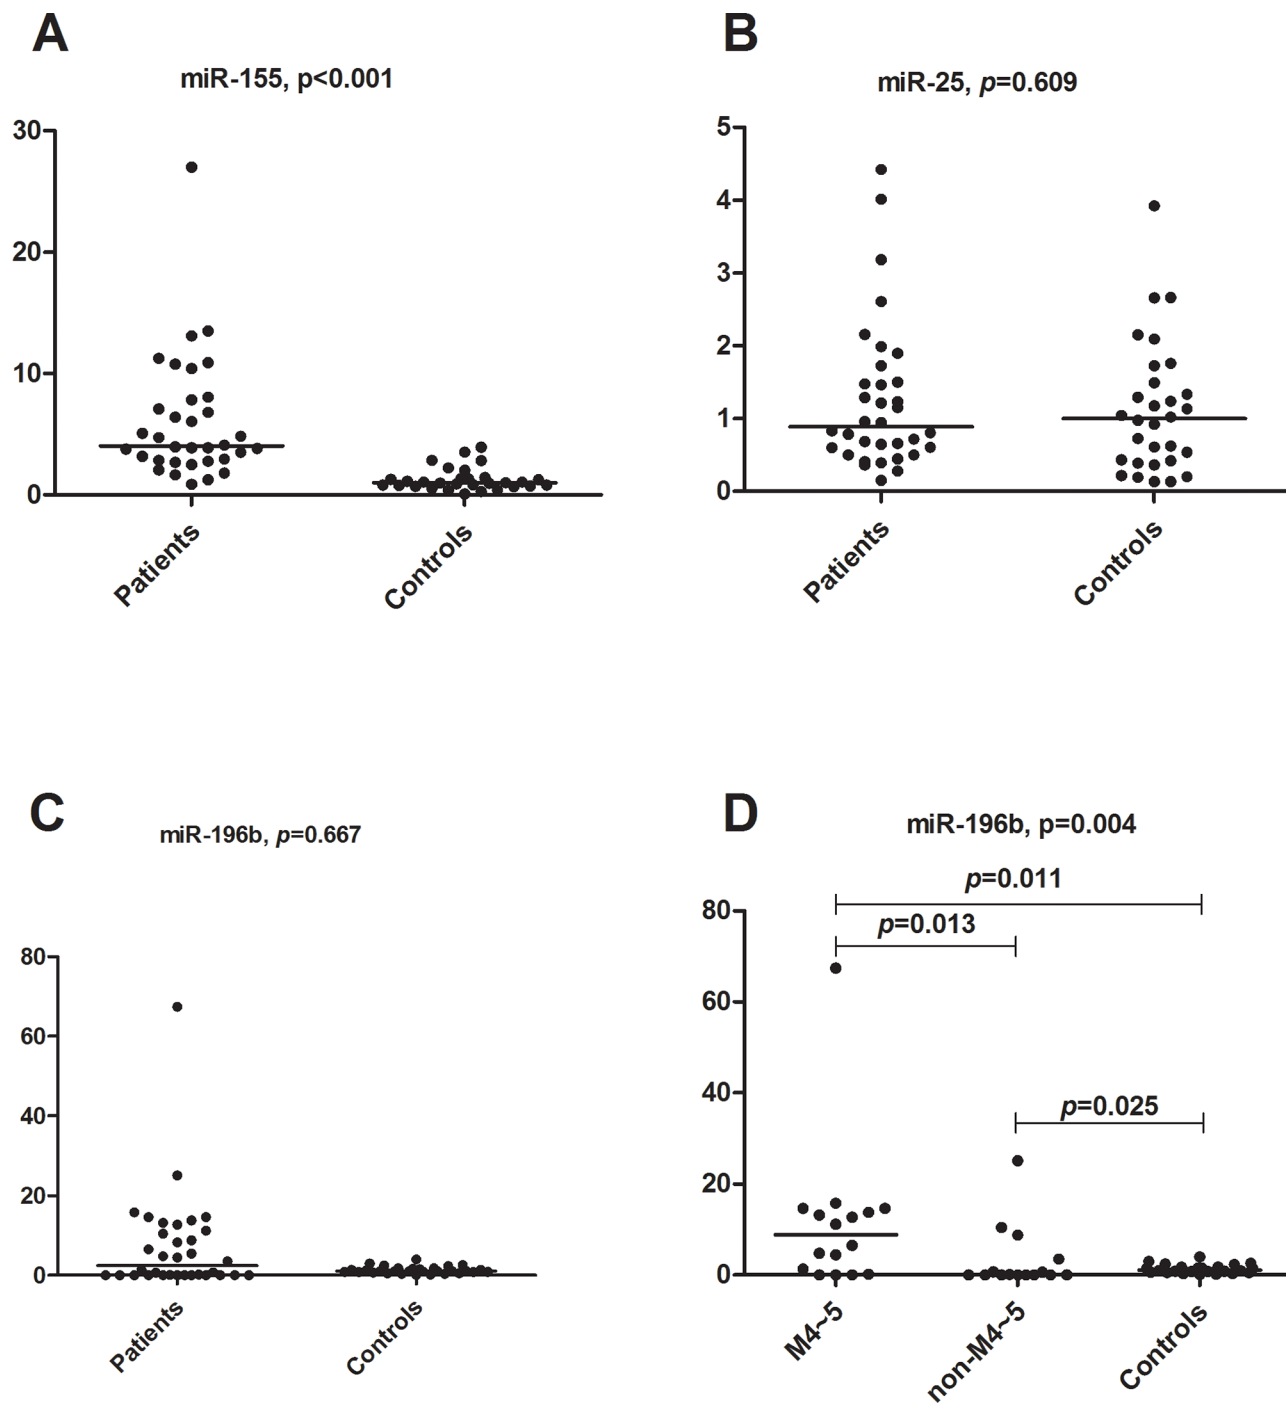 A
miR-155, p<0.001
30
20
10
0
Patients
Controls
B
miR-25, p=0.609
5
4
3
2
1
0
Patients
Controls
C
miR-196b, p=0.667
80
60
40
20
0
Patients
Controls
D
miR-196b, p=0.004
p=0.011
p=0.013
p=0.025
80
60
40
20
0
M4~5
non-M4~5
Controls